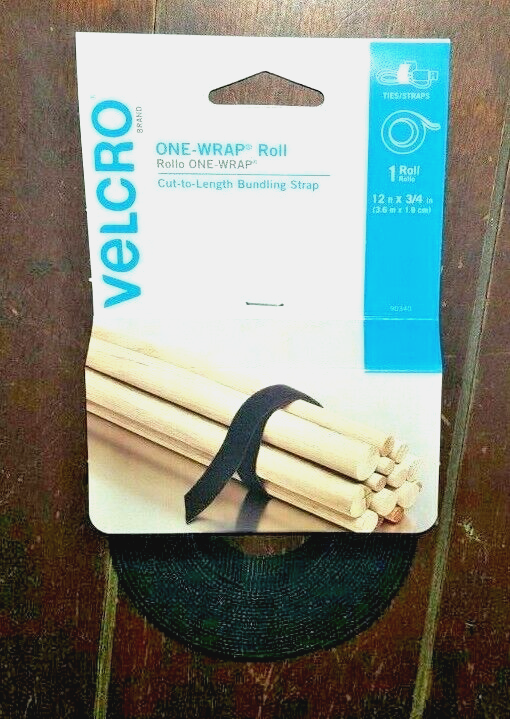 VELCRO
BRAND
ONE-WRAP® Roll
Rollo ONE-WRAP®
Cut-to-Length Bundling Strap
TIES/STRAPS
1 Roll
Rollo
12 ft x 3/4 in
(3.6 m x 1.9 cm)
90340